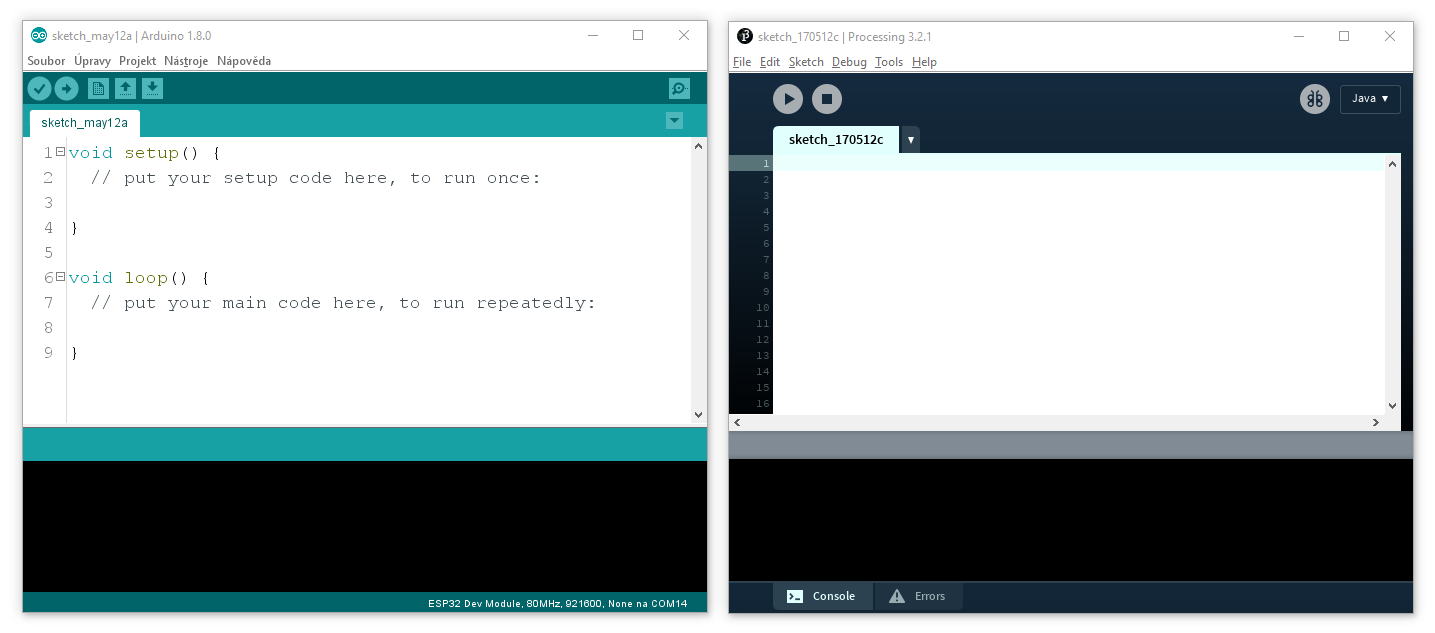 sketch_may12a | Arduino 1.8.0
Soubor Úpravy Projekt Nástroje Nápověda
sketch_may12a
1 void setup() {
2 // put your setup code here, to run once:
3
4 }
5
6 void loop() {
7 // put your main code here, to run repeatedly:
8
9 }
ESP32 Dev Module, 80MHz, 921600, None na COM14
sketch_170512c | Processing 3.2.1
File Edit Sketch Debug Tools Help
Java ▼
sketch_170512c ▼
1
2
3
4
5
6
7
8
9
10
11
12
13
14
15
16
Console Errors